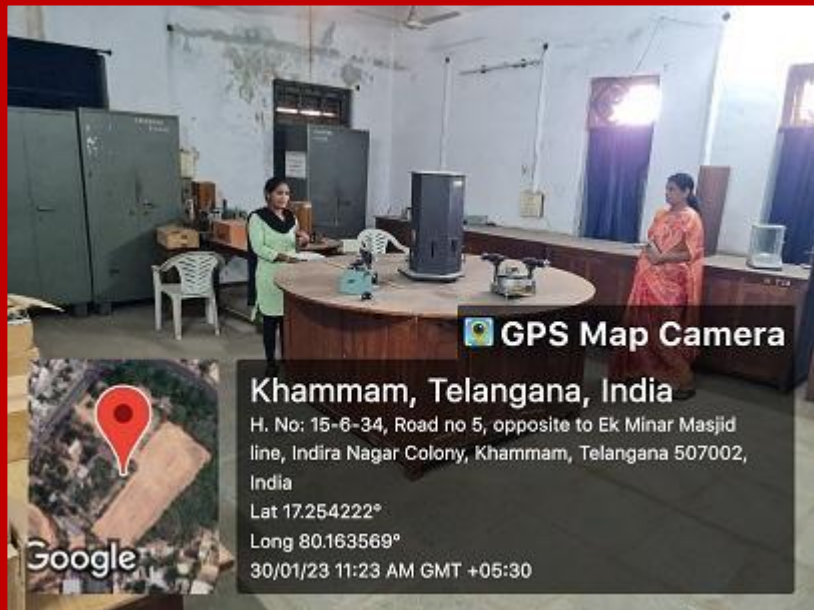 GPS Map Camera
Khammam, Telangana, India
H. No: 15-6-34, Road no 5, opposite to Ek Minar Masjid
line, Indira Nagar Colony, Khammam, Telangana 507002,
India
Lat 17.254222°
Long 80.163569°
30/01/23 11:23 AM GMT +05:30
Google